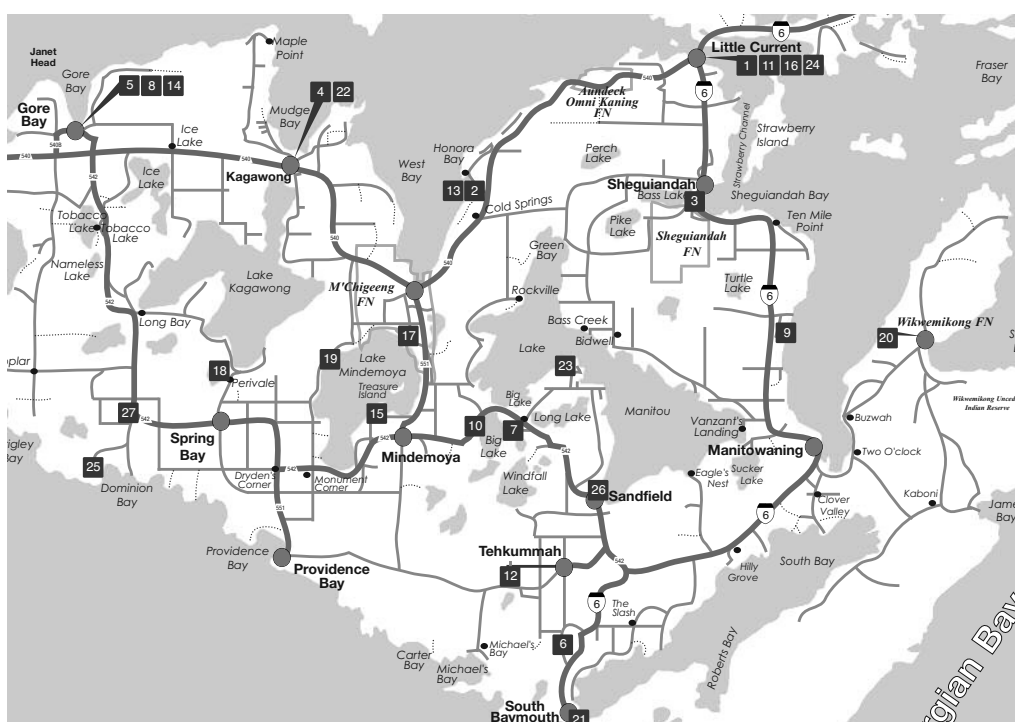 6
Little Current
1 11 16 24
Fraser
Bay
Maple
Point
Janet
Head
Gore
Bay
5 8 14
4 22
Mudge
Bay
Gore
Bay
540B
Ice
Lake
540
540
Kagawong
Ice
Lake
542
540
Aundeck
Omni Kaning
FN
6
Strawberry Channel
Strawberry
Island
Perch
Lake
Honora
Bay
West
Bay
13 2
Cold Springs
Sheguiandah
Bass Lake
3
Sheguiandah Bay
Pike
Lake
Sheguiandah
FN
Ten Mile
Point
Tobacco
Lake
Tobacco
Lake
Nameless
Lake
542
Lake
Kagawong
540
540
M'Chigeeng
FN
Green
Bay
Rockville
Turtle
Lake
6
Long Bay
Bass Creek
Bidwell
9
20
Wikwemikong FN
17
551
19
Lake
Mindemoya
Treasure
Island
Lake
23
18
Perivale
15
Big
Lake
Long Lake
Manitou
Wikwemikong Unced
Indian Reserve
27
542
Spring
Bay
542
Mindemoya
10
Big
Lake
7
Vanzant's
Landing
Manitowaning
Buzwah
Two O'clock
25
Dominion
Bay
Dryden's
Corner
542
Monument
Corner
Windfall
Lake
542
Eagle's
Nest
Sucker
Lake
26
Sandfield
Clover
Valley
Kaboni
551
6
Providence
Bay
Providence
Bay
Tehkummah
12
542
Hilly
Grove
South Bay
6
The
Slash
6
Michael's
Bay
Carter
Bay
Michael's
Bay
Roberts Bay
South
Baymouth
21